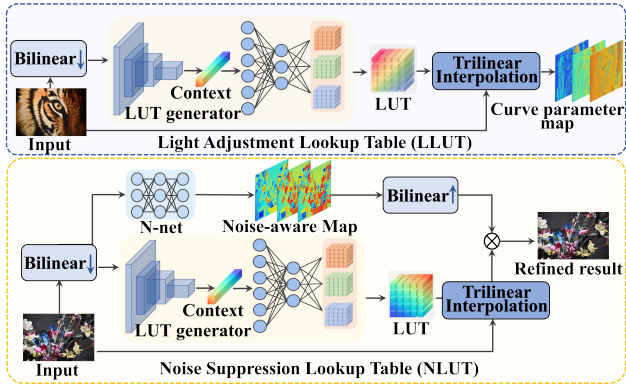 Bilinear↓
Input
LUT generator
Context
LUT
Trilinear
Interpolation
Curve parameter
map
Light Adjustment Lookup Table (LLUT)
N-net
Noise-aware Map
Bilinear↑
Bilinear↓
Input
LUT generator
Context
LUT
Trilinear
Interpolation
Refined result
Noise Suppression Lookup Table (NLUT)